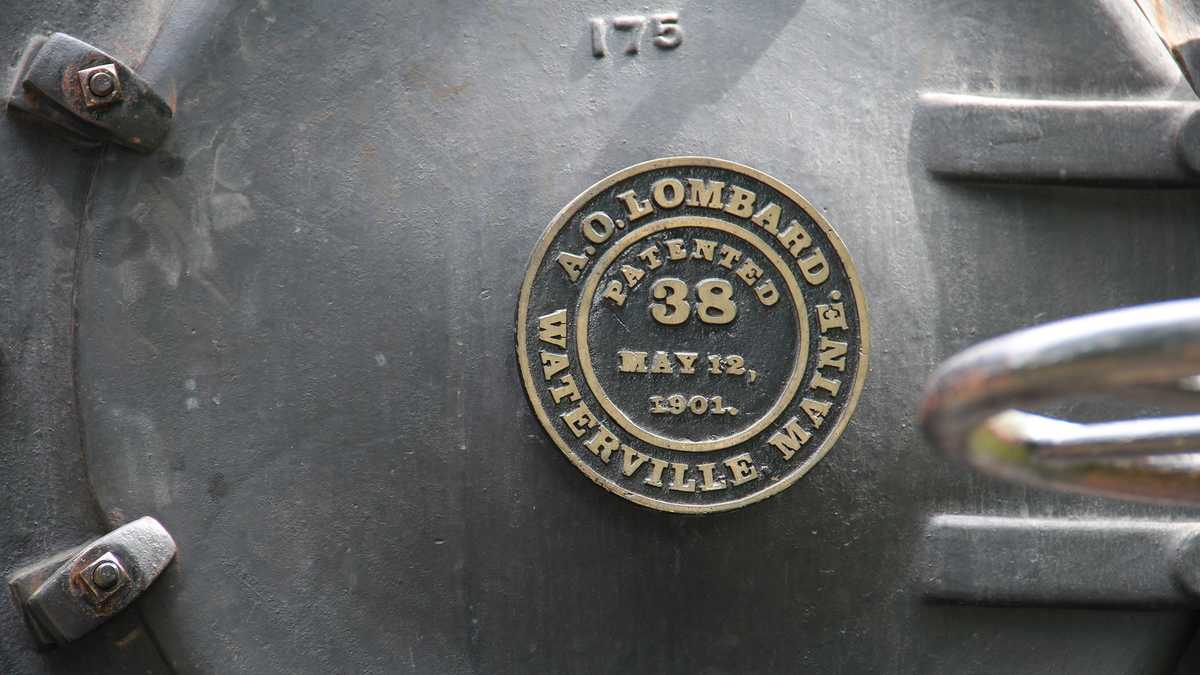 175
A.O. LOMBARD.
WATERVILLE MAINE
PATENTED
38
MAY 12,
1901.